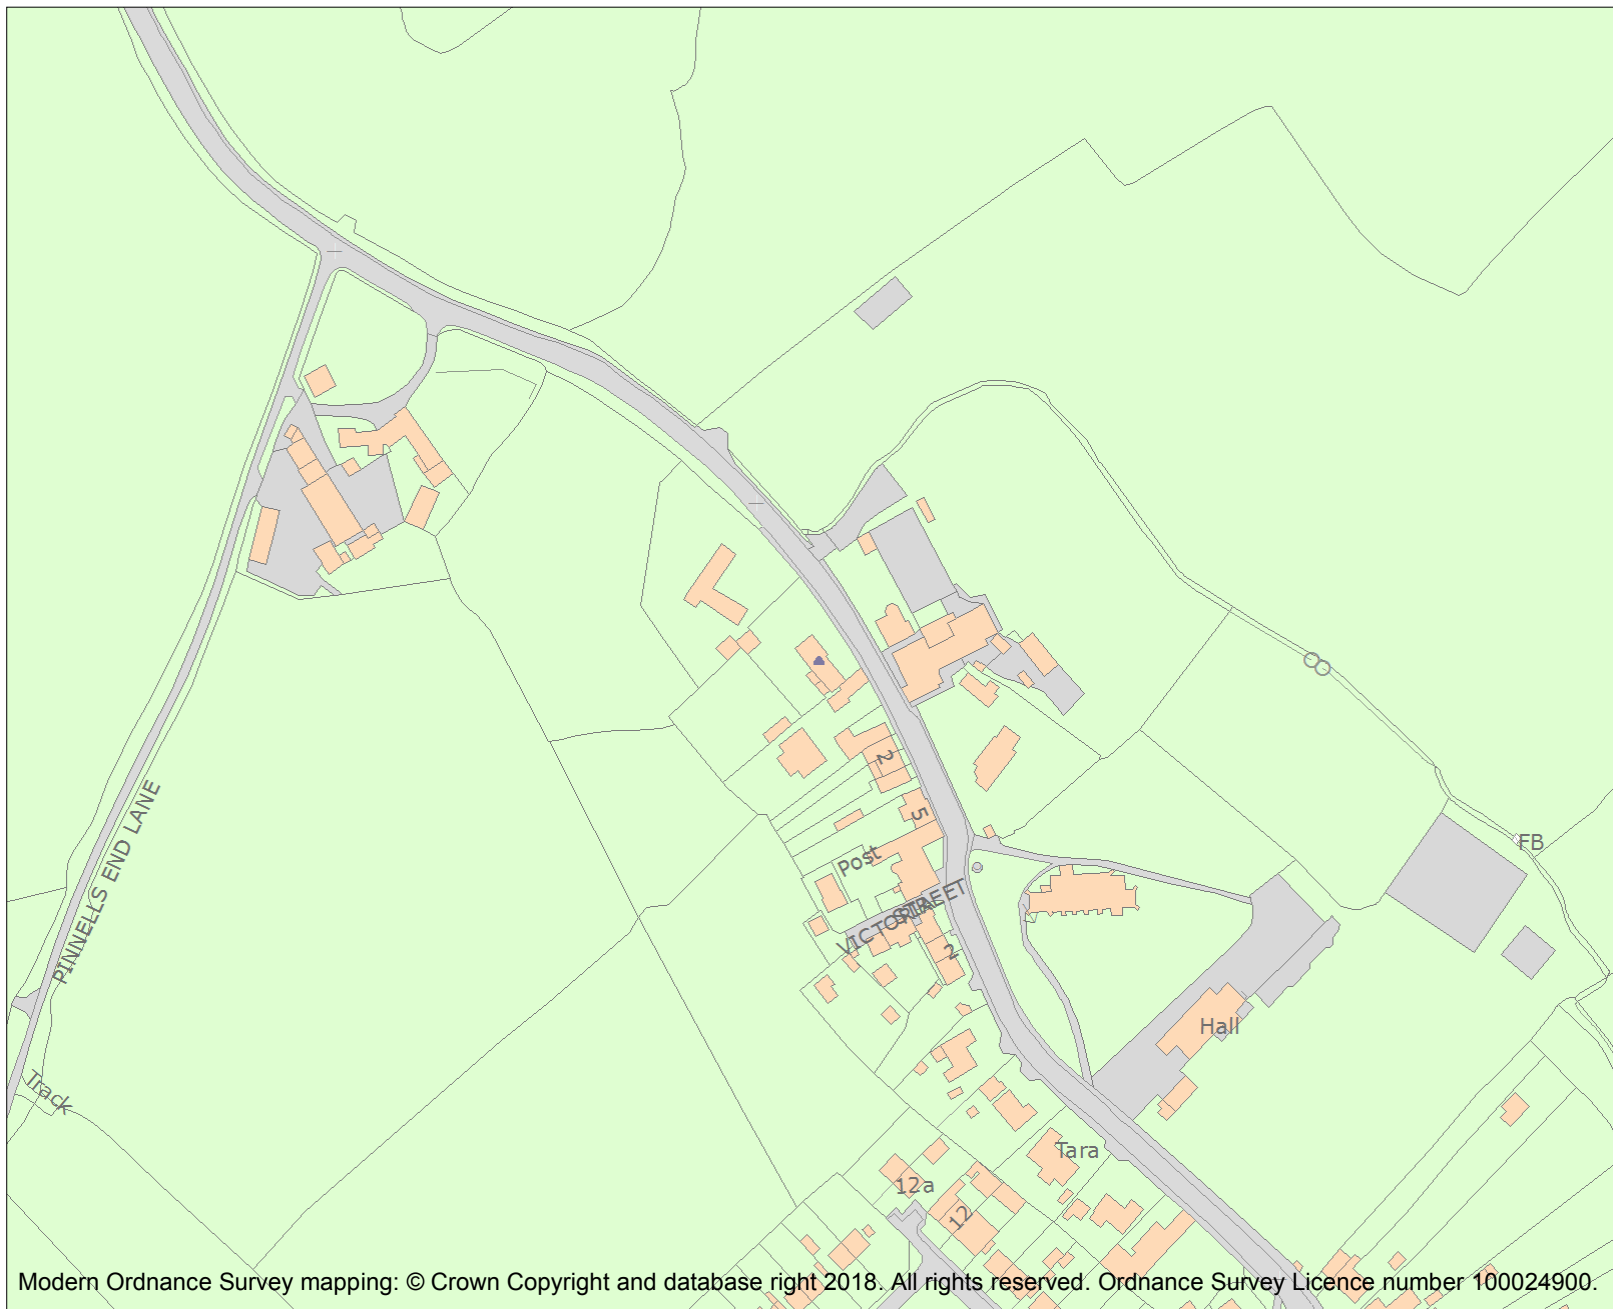 2
5
Post
FB
VICTORIA STREET
PINNELLS END LANE
2
Hall
Track
Tara
12a
12
Modern Ordnance Survey mapping: © Crown Copyright and database right 2018. All rights reserved. Ordnance Survey Licence number 100024900.